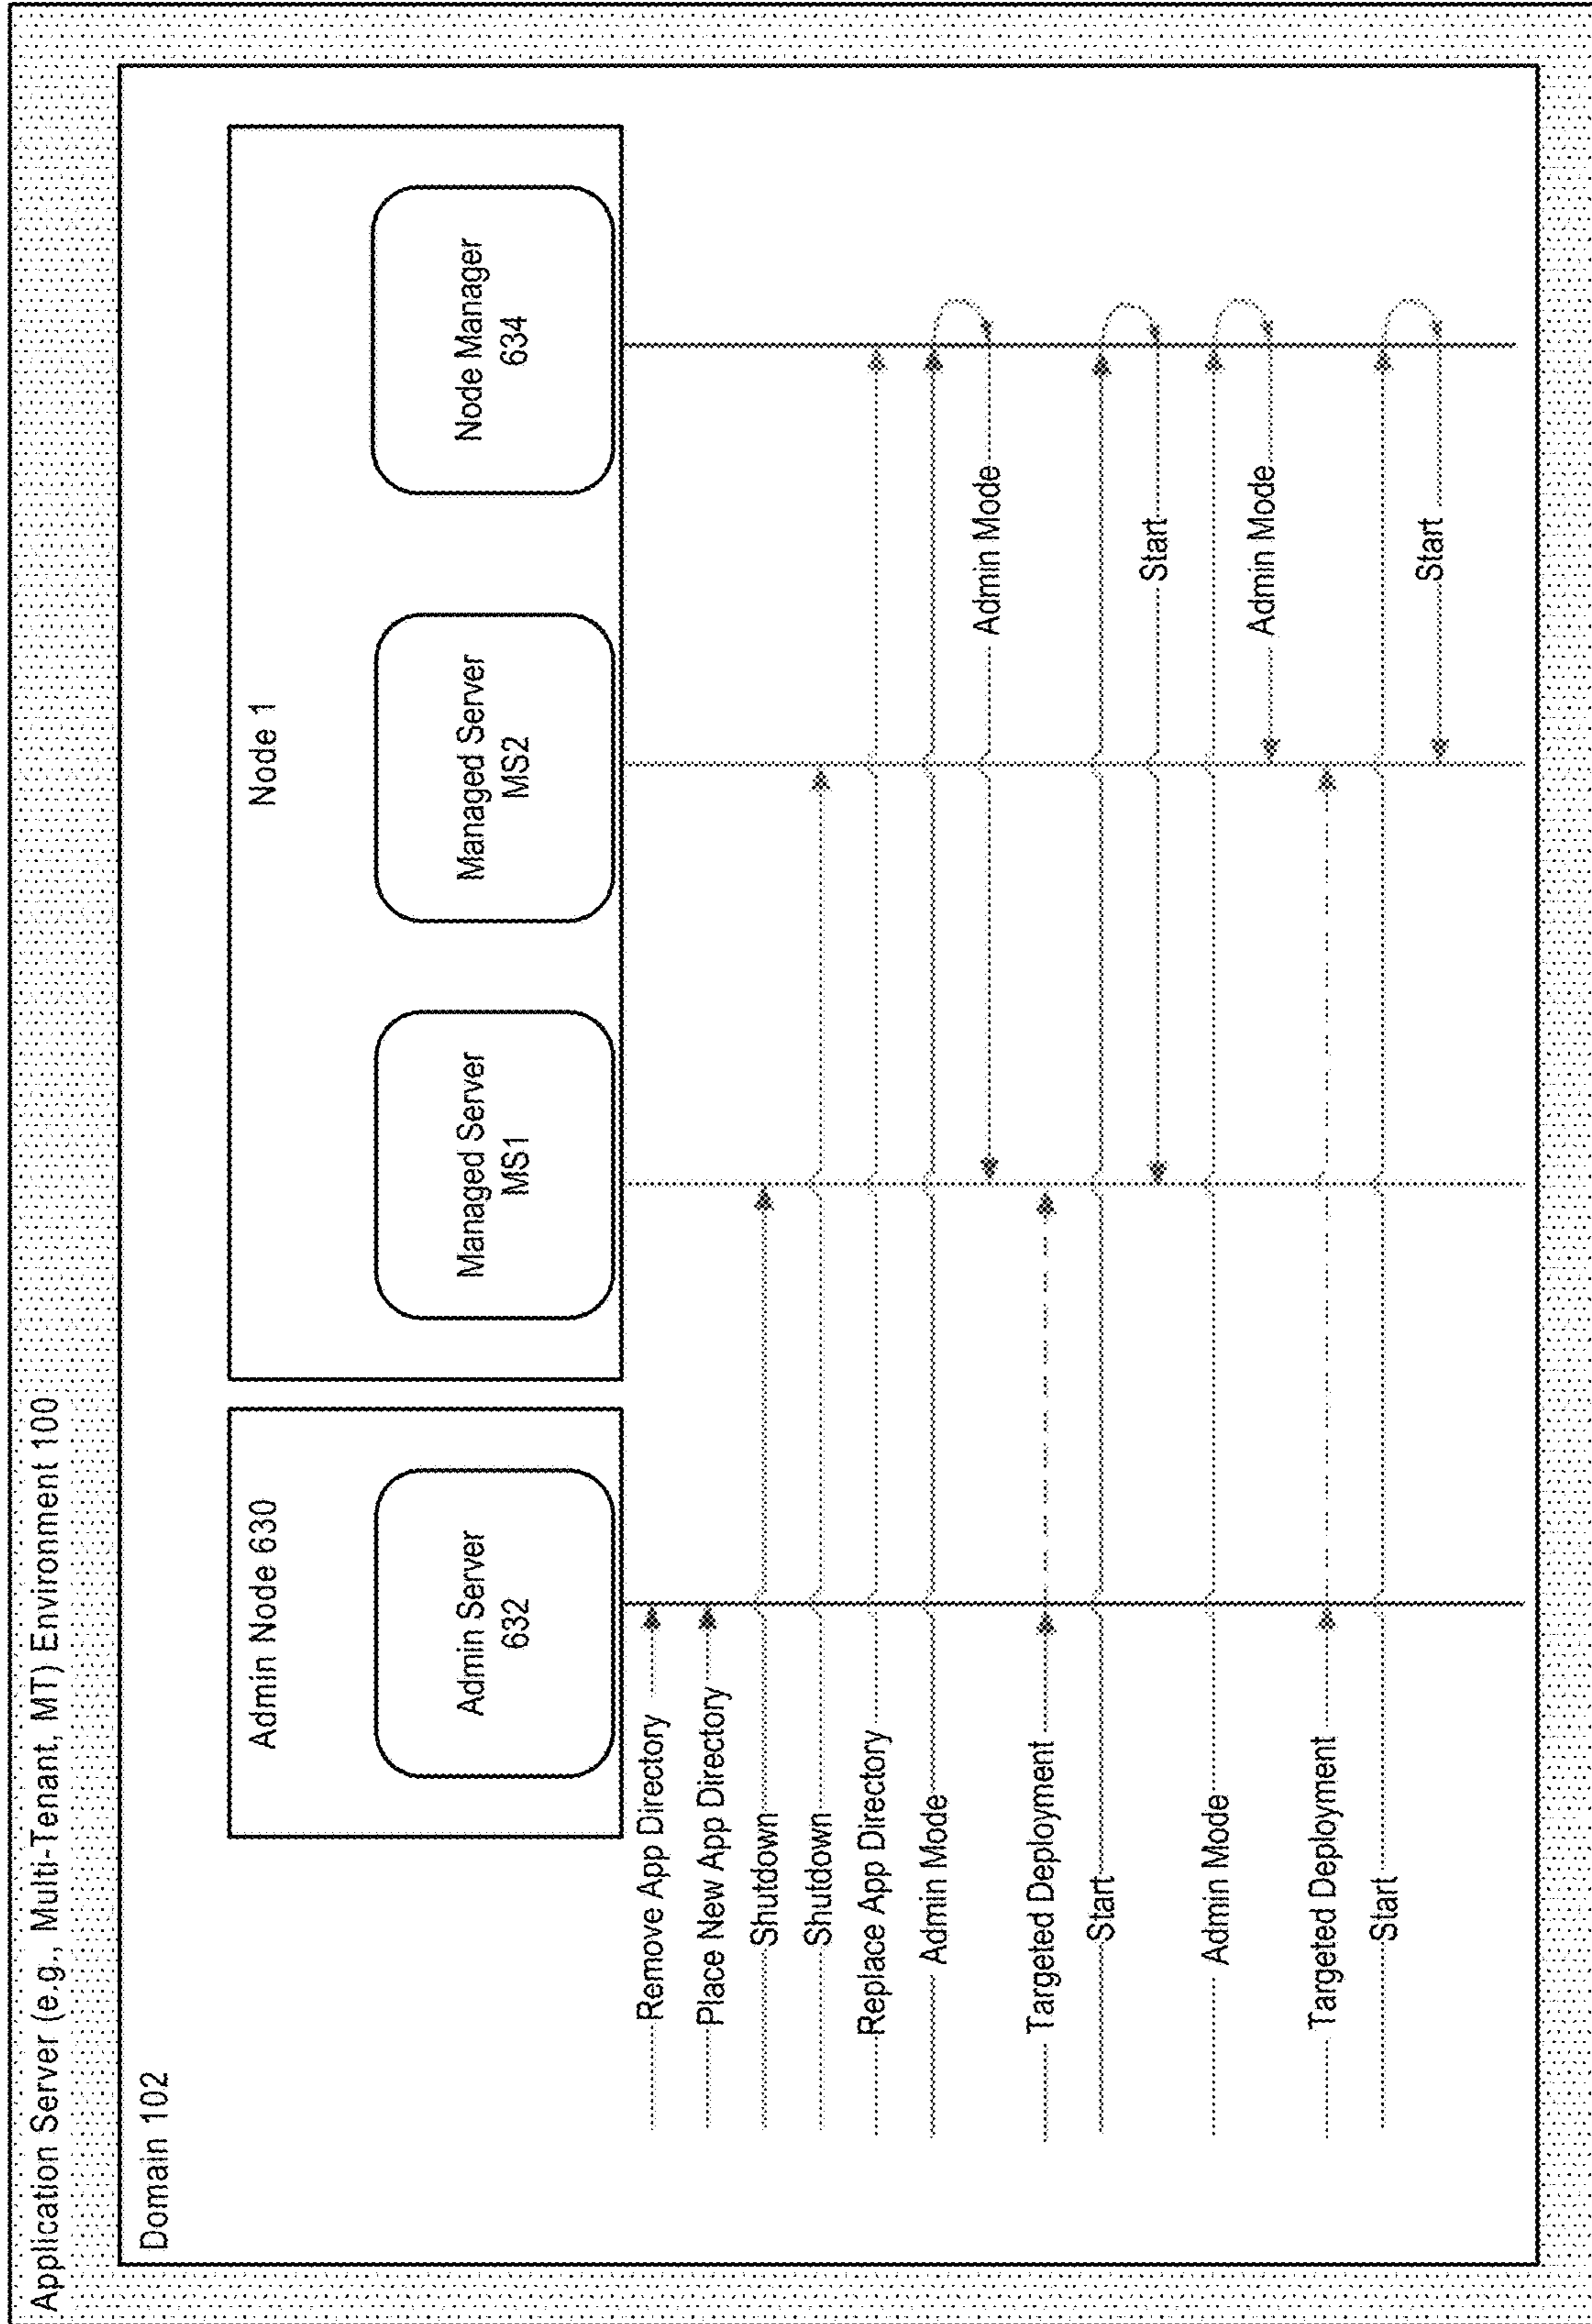 Application Server (e.g., Multi-Tenant, MT) Environment 100
Domain 102
Admin Node 630
Node 1
Admin Server
632
Managed Server
MS1
Managed Server
MS2
Node Manager
634
Remove App Directory
Place New App Directory
Shutdown
Shutdown
Replace App Directory
Admin Mode
Admin Mode
Targeted Deployment
Start
Start
Admin Mode
Admin Mode
Targeted Deployment
Start
Start